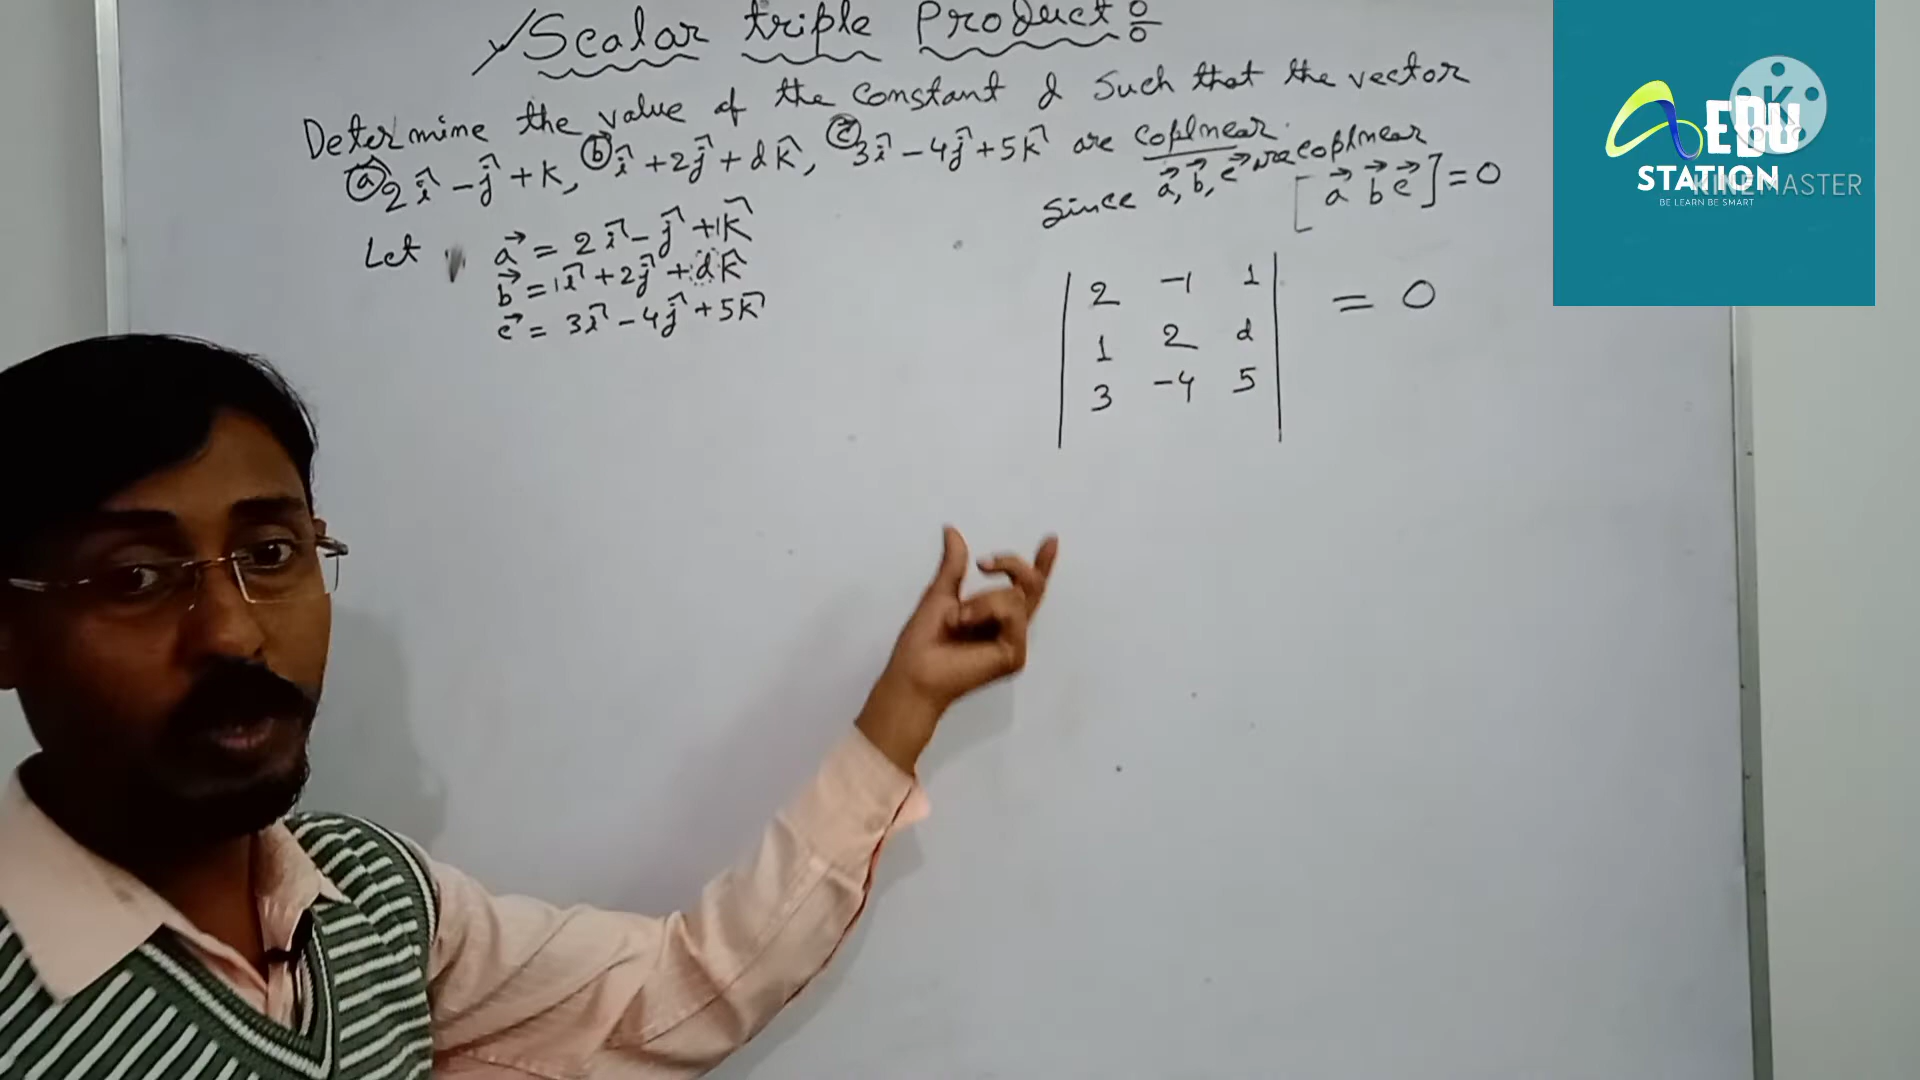 Scalar triple Product :
Determine the value of the constant d such that the vector
(a) 2î - ĵ + k, (b) î + 2ĵ + dk̂, (c) 3î - 4ĵ + 5k̂ are coplnear.
Since a⃗, b⃗, c⃗ are coplnear
[a⃗ b⃗ c⃗] = 0
Let a⃗ = 2î - ĵ + 1k̂
b⃗ = 1î + 2ĵ + dk̂
c⃗ = 3î - 4ĵ + 5k̂
| 2 -1 1 | = 0
| 1 2 d |
| 3 -4 5 |
EDU
STATION
BE LEARN BE SMART
K
KINEMASTER